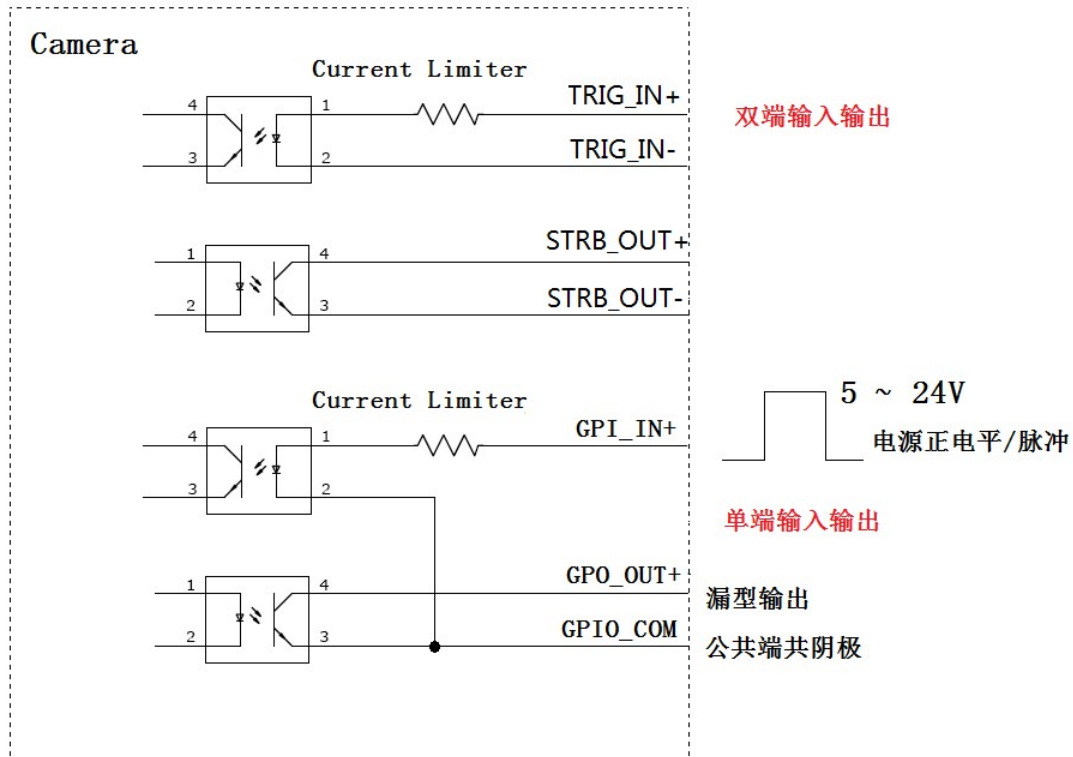 Camera
Current Limiter
4
1
TRIG_IN+
双端输入输出
3
2
TRIG_IN-
1
4
STRB_OUT+
2
3
STRB_OUT-
5 ~ 24V
Current Limiter
4
1
GPI_IN+
电源正电平/脉冲
3
2
单端输入输出
1
4
GPO_OUT+
漏型输出
2
3
GPIO_COM
公共端共阴极